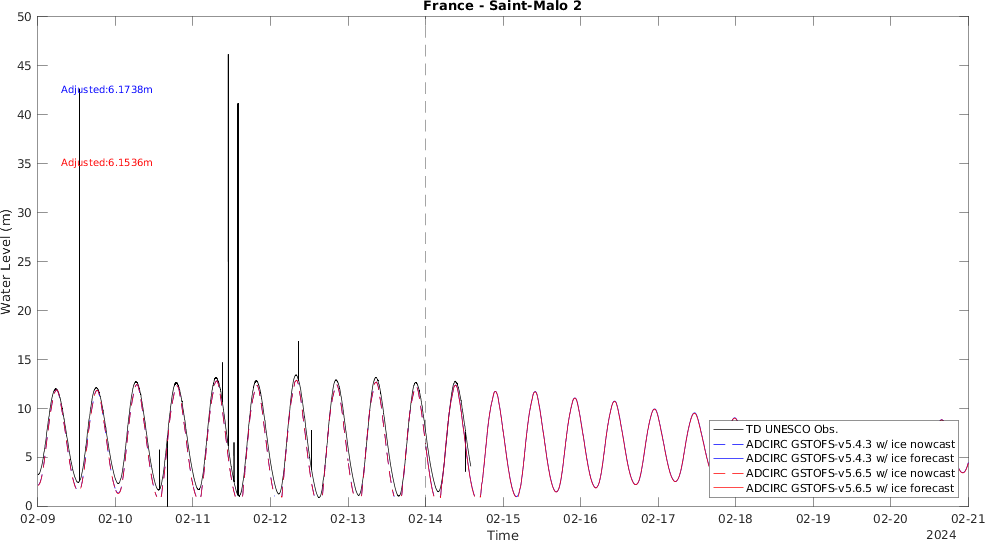 France - Saint-Malo 2
50
45
40
35
30
25
20
15
10
5
0
Water Level (m)
Adjusted:6.1738m
Adjusted:6.1536m
TD UNESCO Obs.
ADCIRC GSTOFS-v5.4.3 w/ ice nowcast
ADCIRC GSTOFS-v5.4.3 w/ ice forecast
ADCIRC GSTOFS-v5.6.5 w/ ice nowcast
ADCIRC GSTOFS-v5.6.5 w/ ice forecast
02-09 02-10 02-11 02-12 02-13 02-14 02-15 02-16 02-17 02-18 02-19 02-20 02-21
Time
2024